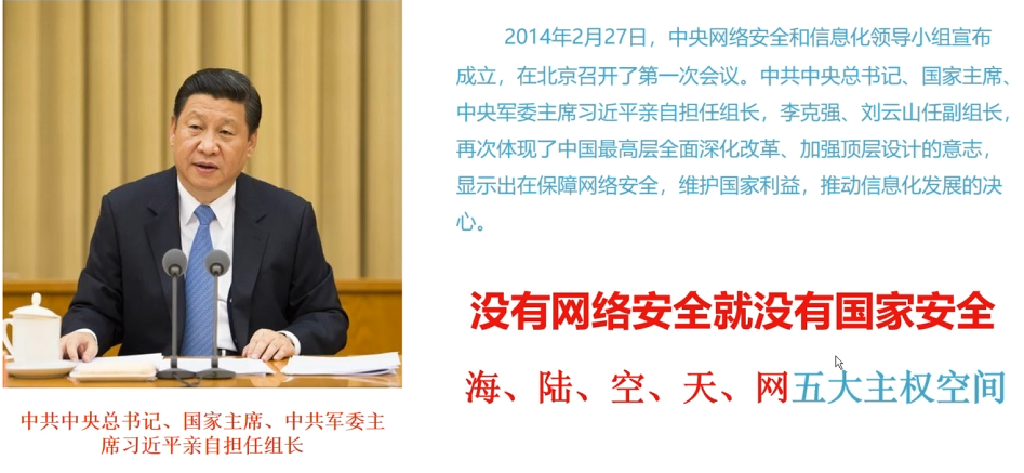 2014年2月27日，中央网络安全和信息化领导小组宣布
成立，在北京召开了第一次会议。中共中央总书记、国家主席、
中央军委主席习近平亲自担任组长，李克强、刘云山任副组长，
再次体现了中国最高层全面深化改革、加强顶层设计的意志，
显示出在保障网络安全，维护国家利益，推动信息化发展的决
心。
没有网络安全就没有国家安全
海、陆、空、天、网五大主权空间
中共中央总书记、国家主席、中共军委主
席习近平亲自担任组长